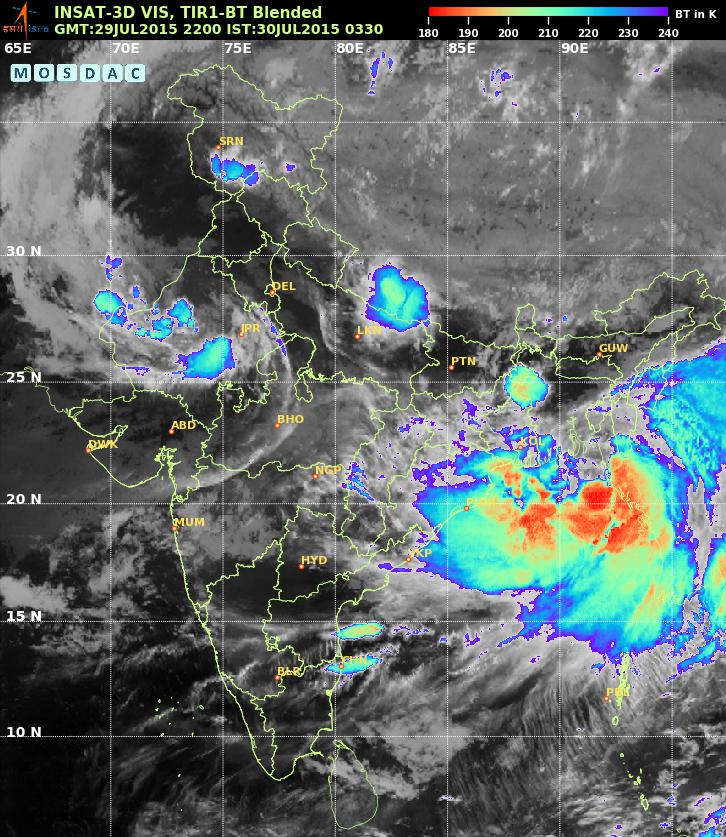 INSAT-3D VIS, TIR1-BT Blended
GMT:29JUL2015 2200 IST:30JUL2015 0330
BT in K
180 190 200 210 220 230 240
65E 70E 75E 80E 85E 90E
MOSDAC
SRN
30 N
DEL
JPR
LKN
GUW
PTN
25 N
ABD
BHO
DWK
KOL
NGP
20 N
MUM
VKP
HYD
15 N
CHN
BLR
10 N